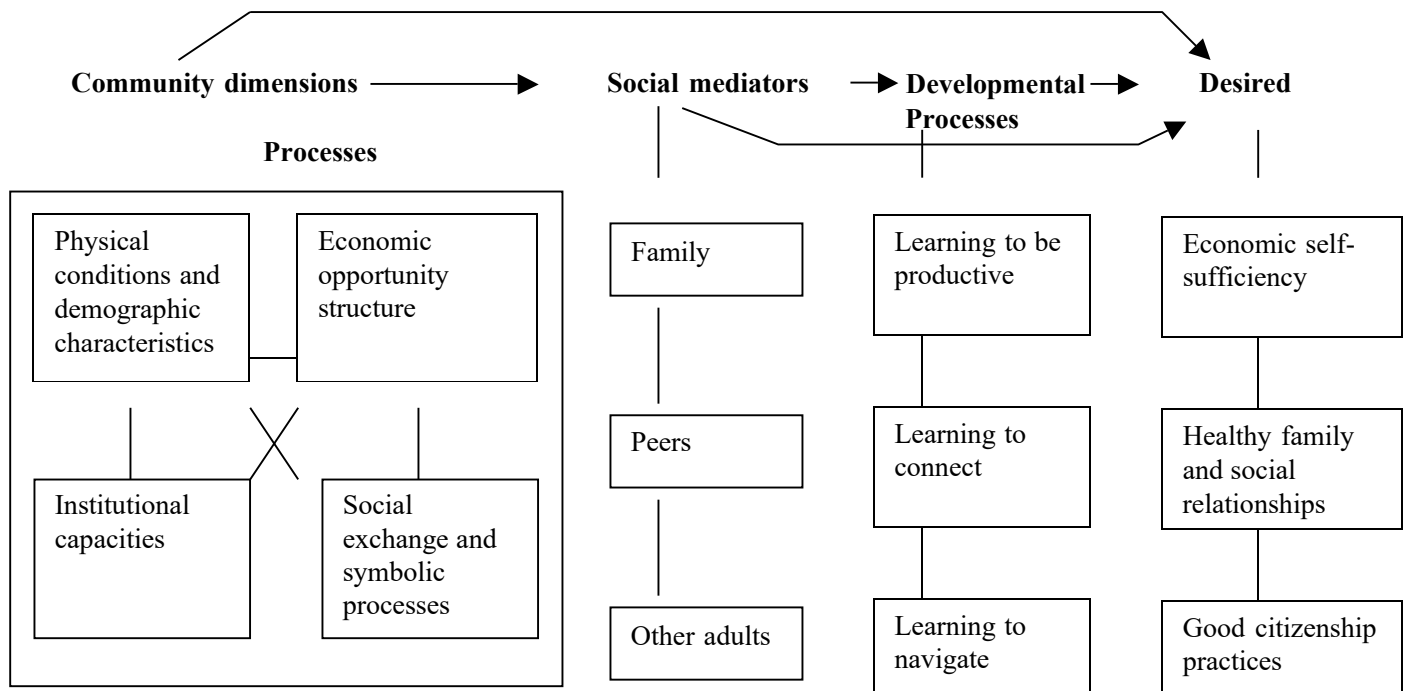 Community dimensions
Social mediators
Developmental
Processes
Desired
Processes
Physical
conditions and
demographic
characteristics
Economic
opportunity
structure
Institutional
capacities
Social
exchange and
symbolic
processes
Family
Peers
Other adults
Learning to be
productive
Learning to
connect
Learning to
navigate
Economic self-
sufficiency
Healthy family
and social
relationships
Good citizenship
practices